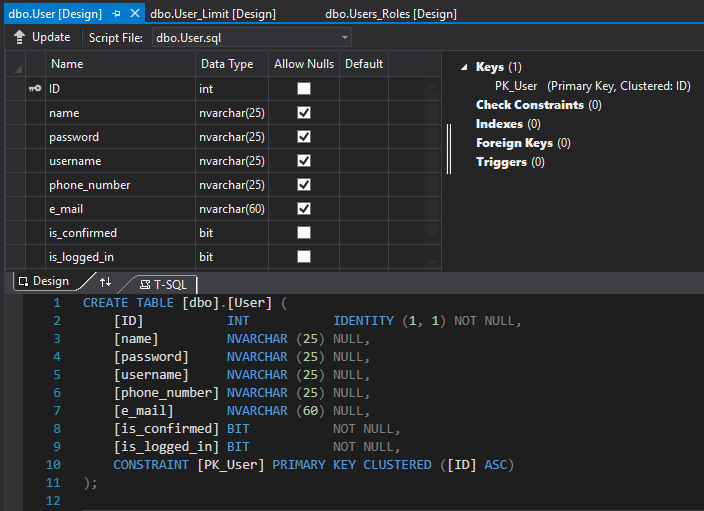 dbo.User [Design] dbo.User_Limit [Design] dbo.Users_Roles [Design]
Update Script File: dbo.User.sql
Name Data Type Allow Nulls Default
ID int
name nvarchar(25)
password nvarchar(25)
username nvarchar(25)
phone_number nvarchar(25)
e_mail nvarchar(60)
is_confirmed bit
is_logged_in bit
Keys (1)
PK_User (Primary Key, Clustered: ID)
Check Constraints (0)
Indexes (0)
Foreign Keys (0)
Triggers (0)
Design T-SQL
1 CREATE TABLE [dbo].[User] (
2 [ID] INT IDENTITY (1, 1) NOT NULL,
3 [name] NVARCHAR (25) NULL,
4 [password] NVARCHAR (25) NULL,
5 [username] NVARCHAR (25) NULL,
6 [phone_number] NVARCHAR (25) NULL,
7 [e_mail] NVARCHAR (60) NULL,
8 [is_confirmed] BIT NOT NULL,
9 [is_logged_in] BIT NOT NULL,
10 CONSTRAINT [PK_User] PRIMARY KEY CLUSTERED ([ID] ASC)
11 );
12